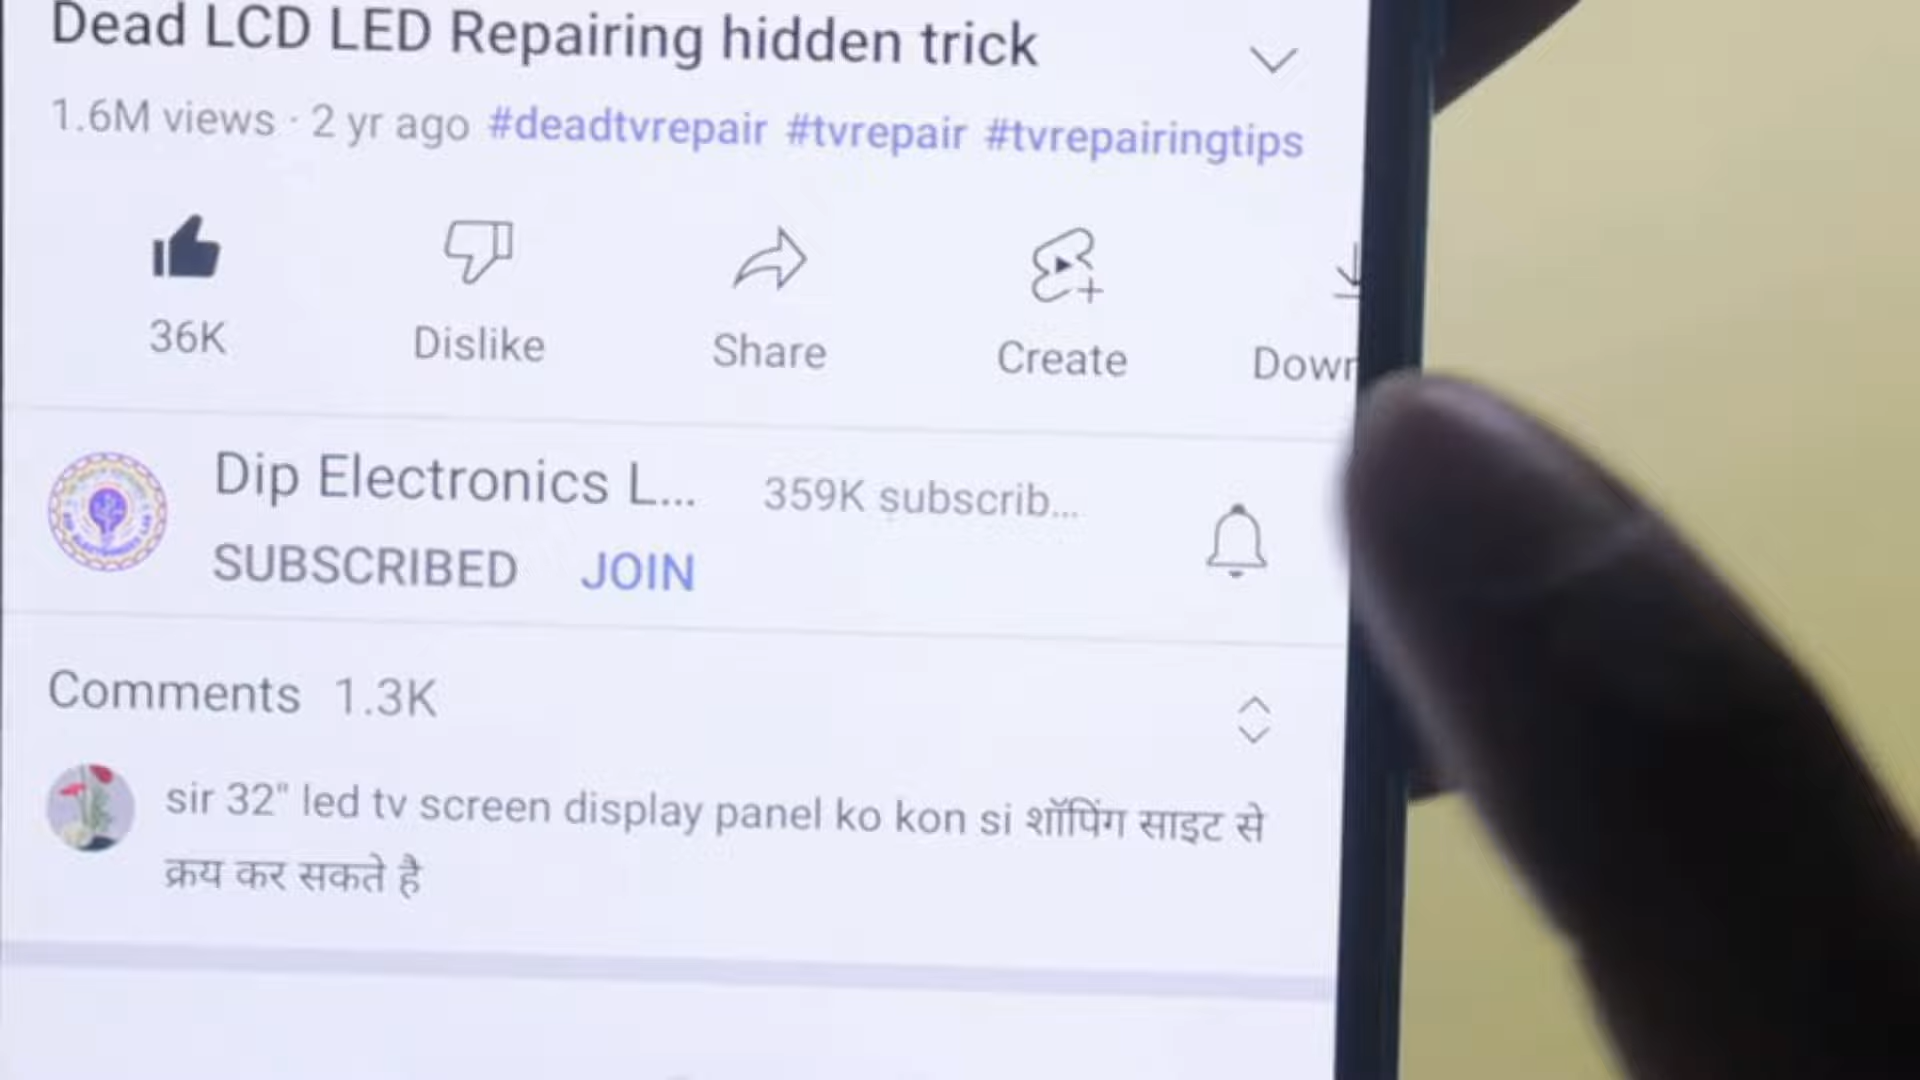 Dead LCD LED Repairing hidden trick
1.6M views · 2 yr ago #deadtvrepair #tvrepair #tvrepairingtips
36K Dislike Share Create Down
Dip Electronics L... 359K subscrib...
SUBSCRIBED JOIN
Comments 1.3K
sir 32" led tv screen display panel ko kon si शॉपिंग साइट से
क्रय कर सकते है